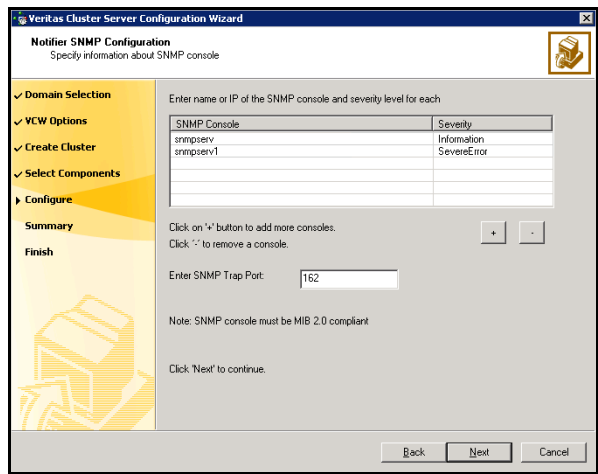 Veritas Cluster Server Configuration Wizard
Notifier SNMP Configuration
Specify information about SNMP console
Domain Selection
VCW Options
Create Cluster
Select Components
Configure
Summary
Finish
Enter name or IP of the SNMP console and severity level for each
SNMP Console Severity
snmpserv Information
snmpserv1 SevereError
Click on '+' button to add more consoles.
Click '-' to remove a console.
+ -
Enter SNMP Trap Port: 162
Note: SNMP console must be MIB 2.0 compliant
Click 'Next' to continue.
Back Next Cancel